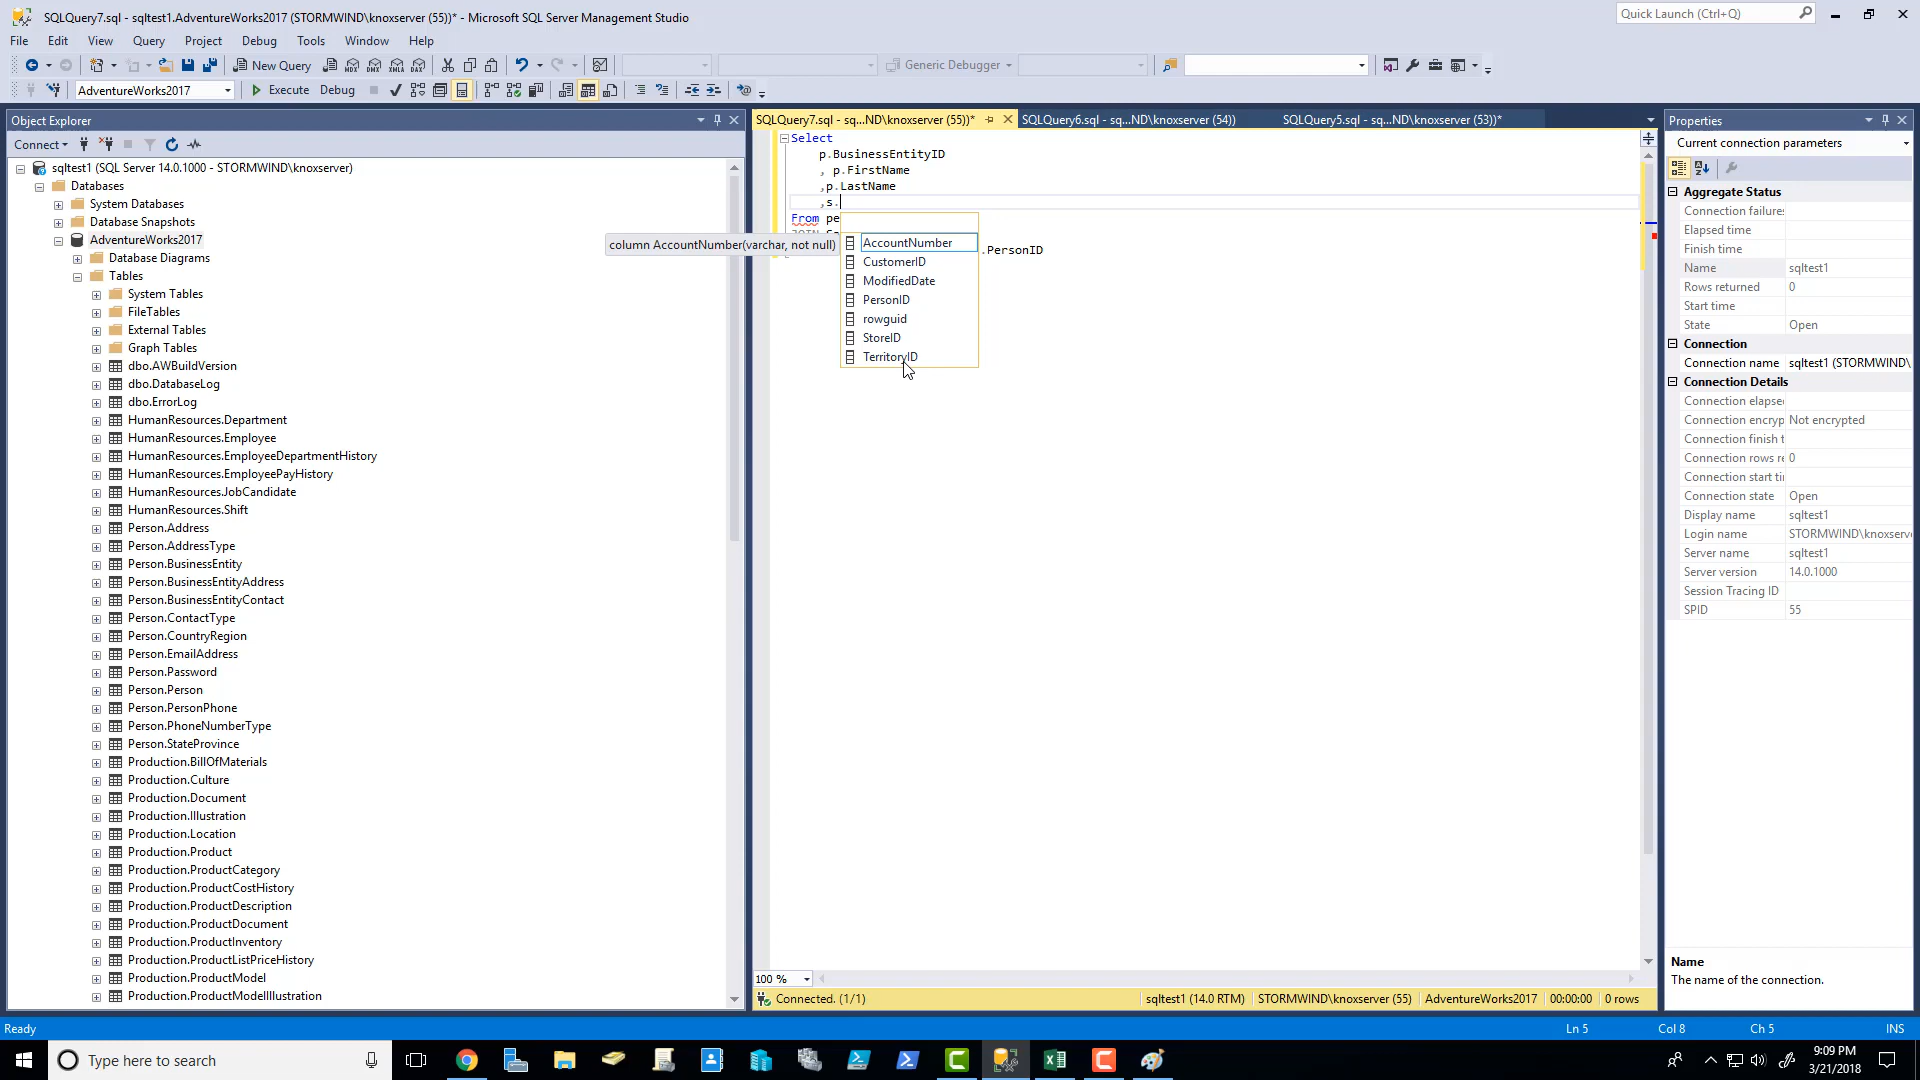 SQLQuery7.sql - sqltest1.AdventureWorks2017 (STORMWIND\knoxserver (55))* - Microsoft SQL Server Management Studio
Quick Launch (Ctrl+Q)
File Edit View Query Project Debug Tools Window Help
New Query
MDX DMX XMLA DAX
Generic Debugger
AdventureWorks2017
Execute Debug
Object Explorer
Connect
sqltest1 (SQL Server 14.0.1000 - STORMWIND\knoxserver)
Databases
System Databases
Database Snapshots
AdventureWorks2017
Database Diagrams
Tables
System Tables
FileTables
External Tables
Graph Tables
dbo.AWBuildVersion
dbo.DatabaseLog
dbo.ErrorLog
HumanResources.Department
HumanResources.Employee
HumanResources.EmployeeDepartmentHistory
HumanResources.EmployeePayHistory
HumanResources.JobCandidate
HumanResources.Shift
Person.Address
Person.AddressType
Person.BusinessEntity
Person.BusinessEntityAddress
Person.BusinessEntityContact
Person.ContactType
Person.CountryRegion
Person.EmailAddress
Person.Password
Person.Person
Person.PersonPhone
Person.PhoneNumberType
Person.StateProvince
Production.BillOfMaterials
Production.Culture
Production.Document
Production.Illustration
Production.Location
Production.Product
Production.ProductCategory
Production.ProductCostHistory
Production.ProductDescription
Production.ProductDocument
Production.ProductInventory
Production.ProductListPriceHistory
Production.ProductModel
Production.ProductModelIllustration
SQLQuery7.sql - sq...ND\knoxserver (55))* SQLQuery6.sql - sq...ND\knoxserver (54)) SQLQuery5.sql - sq...ND\knoxserver (53))*
Select
p.BusinessEntityID
, p.FirstName
,p.LastName
,s.
From pe
.PersonID
column AccountNumber(varchar, not null)
AccountNumber
CustomerID
ModifiedDate
PersonID
rowguid
StoreID
TerritoryID
100 %
Connected. (1/1) sqltest1 (14.0 RTM) STORMWIND\knoxserver (55) AdventureWorks2017 00:00:00 0 rows
Properties
Current connection parameters
Aggregate Status
Connection failures
Elapsed time
Finish time
Name sqltest1
Rows returned 0
Start time
State Open
Connection
Connection name sqltest1 (STORMWIND\
Connection Details
Connection elapse
Connection encryp Not encrypted
Connection finish t
Connection rows re 0
Connection start ti
Connection state Open
Display name sqltest1
Login name STORMWIND\knoxserv
Server name sqltest1
Server version 14.0.1000
Session Tracing ID
SPID 55
Name
The name of the connection.
Ready Ln 5 Col 8 Ch 5 INS
Type here to search
9:09 PM
3/21/2018